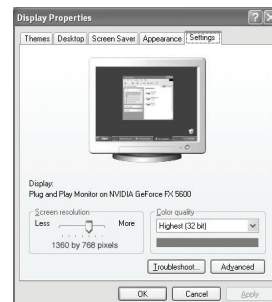 Display Properties
Themes Desktop Screen Saver Appearance Settings
Display:
Plug and Play Monitor on NVIDIA GeForce FX 5600
Screen resolution
Less More
1360 by 768 pixels
Color quality
Highest (32 bit)
Troubleshoot... Advanced
OK Cancel Apply